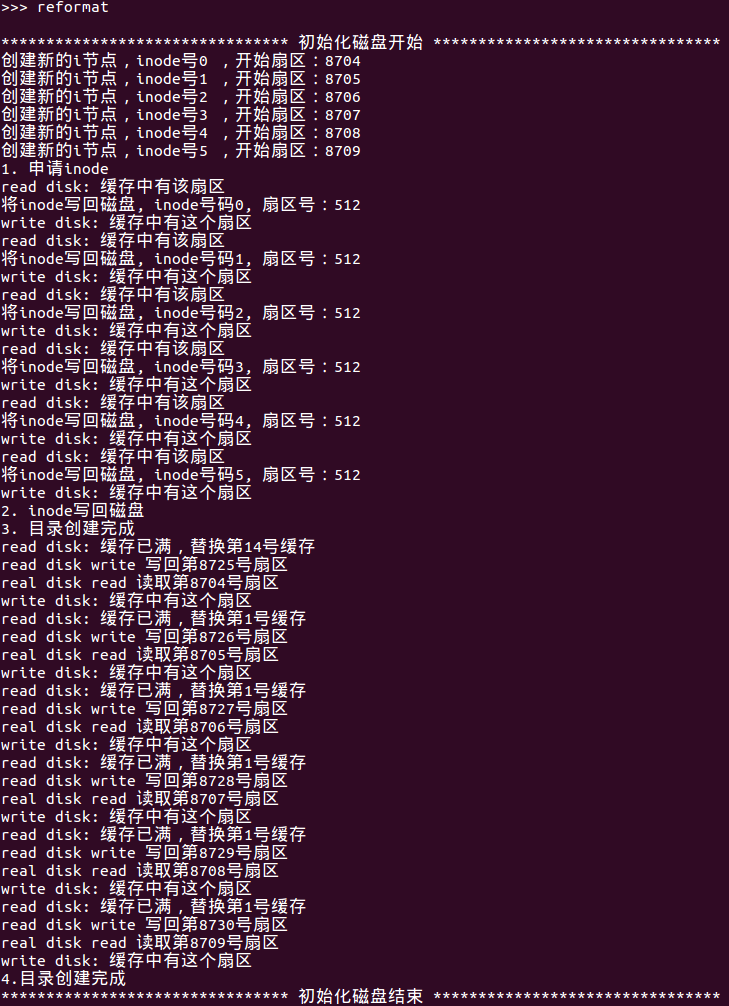 >>> reformat
******************************** 初始化磁盘开始 ********************************
创建新的i节点，inode号0 ，开始扇区：8704
创建新的i节点，inode号1 ，开始扇区：8705
创建新的i节点，inode号2 ，开始扇区：8706
创建新的i节点，inode号3 ，开始扇区：8707
创建新的i节点，inode号4 ，开始扇区：8708
创建新的i节点，inode号5 ，开始扇区：8709
1. 申请inode
read disk: 缓存中有该扇区
将inode写回磁盘, inode号码0, 扇区号：512
write disk: 缓存中有这个扇区
read disk: 缓存中有该扇区
将inode写回磁盘, inode号码1, 扇区号：512
write disk: 缓存中有这个扇区
read disk: 缓存中有该扇区
将inode写回磁盘, inode号码2, 扇区号：512
write disk: 缓存中有这个扇区
read disk: 缓存中有该扇区
将inode写回磁盘, inode号码3, 扇区号：512
write disk: 缓存中有这个扇区
read disk: 缓存中有该扇区
将inode写回磁盘, inode号码4, 扇区号：512
write disk: 缓存中有这个扇区
read disk: 缓存中有该扇区
将inode写回磁盘, inode号码5, 扇区号：512
write disk: 缓存中有这个扇区
2. inode写回磁盘
3. 目录创建完成
read disk: 缓存已满，替换第14号缓存
read disk write 写回第8725号扇区
real disk read 读取第8704号扇区
write disk: 缓存中有这个扇区
read disk: 缓存已满，替换第1号缓存
read disk write 写回第8726号扇区
real disk read 读取第8705号扇区
write disk: 缓存中有这个扇区
read disk: 缓存已满，替换第1号缓存
read disk write 写回第8727号扇区
real disk read 读取第8706号扇区
write disk: 缓存中有这个扇区
read disk: 缓存已满，替换第1号缓存
read disk write 写回第8728号扇区
real disk read 读取第8707号扇区
write disk: 缓存中有这个扇区
read disk: 缓存已满，替换第1号缓存
read disk write 写回第8729号扇区
real disk read 读取第8708号扇区
write disk: 缓存中有这个扇区
read disk: 缓存已满，替换第1号缓存
read disk write 写回第8730号扇区
real disk read 读取第8709号扇区
write disk: 缓存中有这个扇区
4.目录创建完成
******************************** 初始化磁盘结束 ********************************